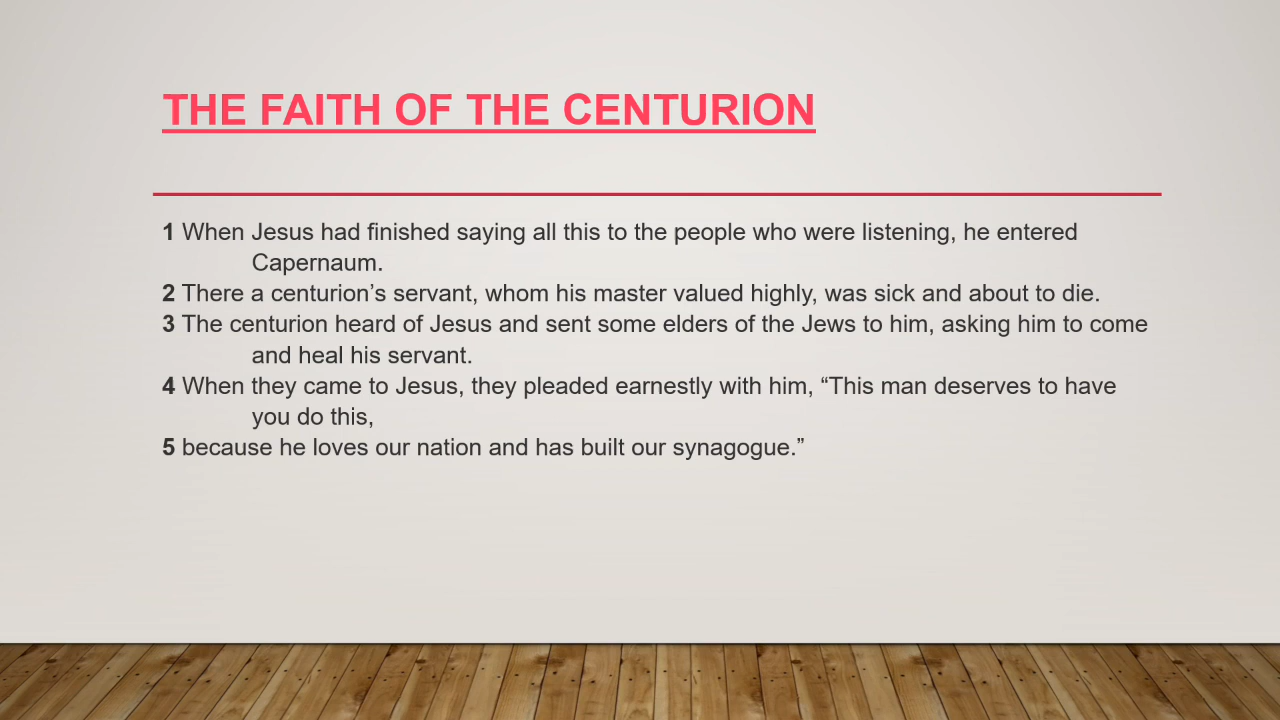 THE FAITH OF THE CENTURION
1 When Jesus had finished saying all this to the people who were listening, he entered
Capernaum.
2 There a centurion’s servant, whom his master valued highly, was sick and about to die.
3 The centurion heard of Jesus and sent some elders of the Jews to him, asking him to come
and heal his servant.
4 When they came to Jesus, they pleaded earnestly with him, “This man deserves to have
you do this,
5 because he loves our nation and has built our synagogue.”